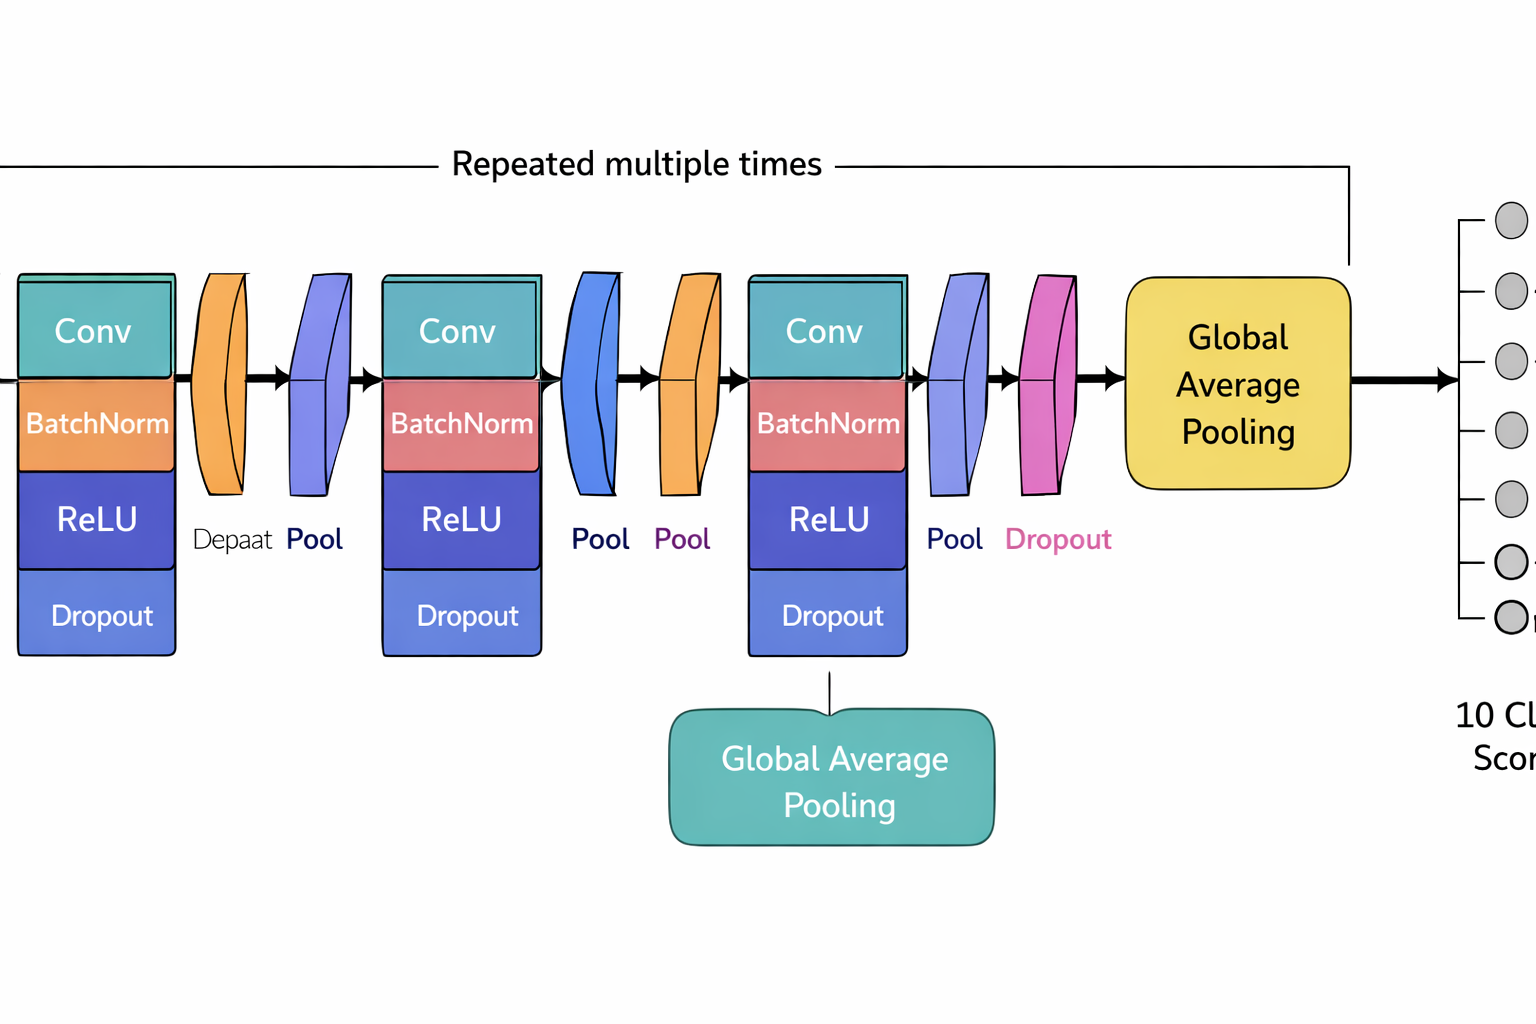 Repeated multiple times
Conv
BatchNorm
ReLU
Dropout
Depaat
Pool
Conv
BatchNorm
ReLU
Dropout
Pool
Pool
Conv
BatchNorm
ReLU
Dropout
Pool
Dropout
Global
Average
Pooling
Global Average
Pooling
10 Cl
Scor